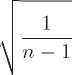 √(1/(n − 1))